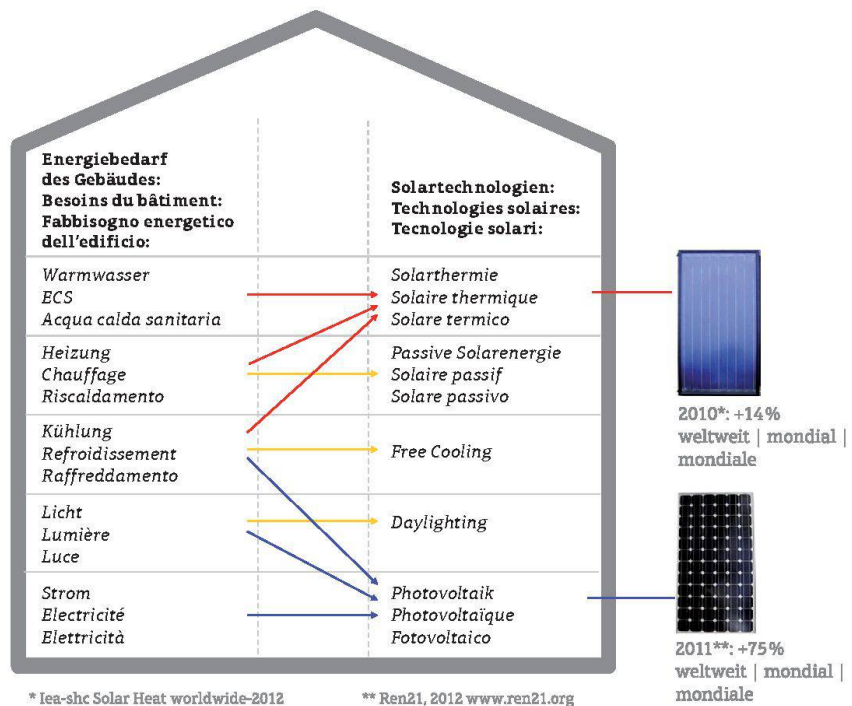 Energiebedarf
des Gebäudes:
Besoins du bâtiment:
Fabbisogno energetico
dell'edificio:
Solartechnologien:
Technologies solaires:
Tecnologie solari:
Warmwasser
ECS
Acqua calda sanitaria
Solarthermie
Solaire thermique
Solare termico
Heizung
Chauffage
Riscaldamento
Passive Solarenergie
Solaire passif
Solare passivo
Kühlung
Refroidissement
Raffreddamento
Free Cooling
Licht
Lumière
Luce
Daylighting
Strom
Electricité
Elettricità
Photovoltaik
Photovoltaïque
Fotovoltaico
2010*: +14%
weltweit | mondial |
mondiale
2011**: +75%
weltweit | mondial |
mondiale
* Iea-shc Solar Heat worldwide-2012
** Ren21, 2012 www.ren21.org